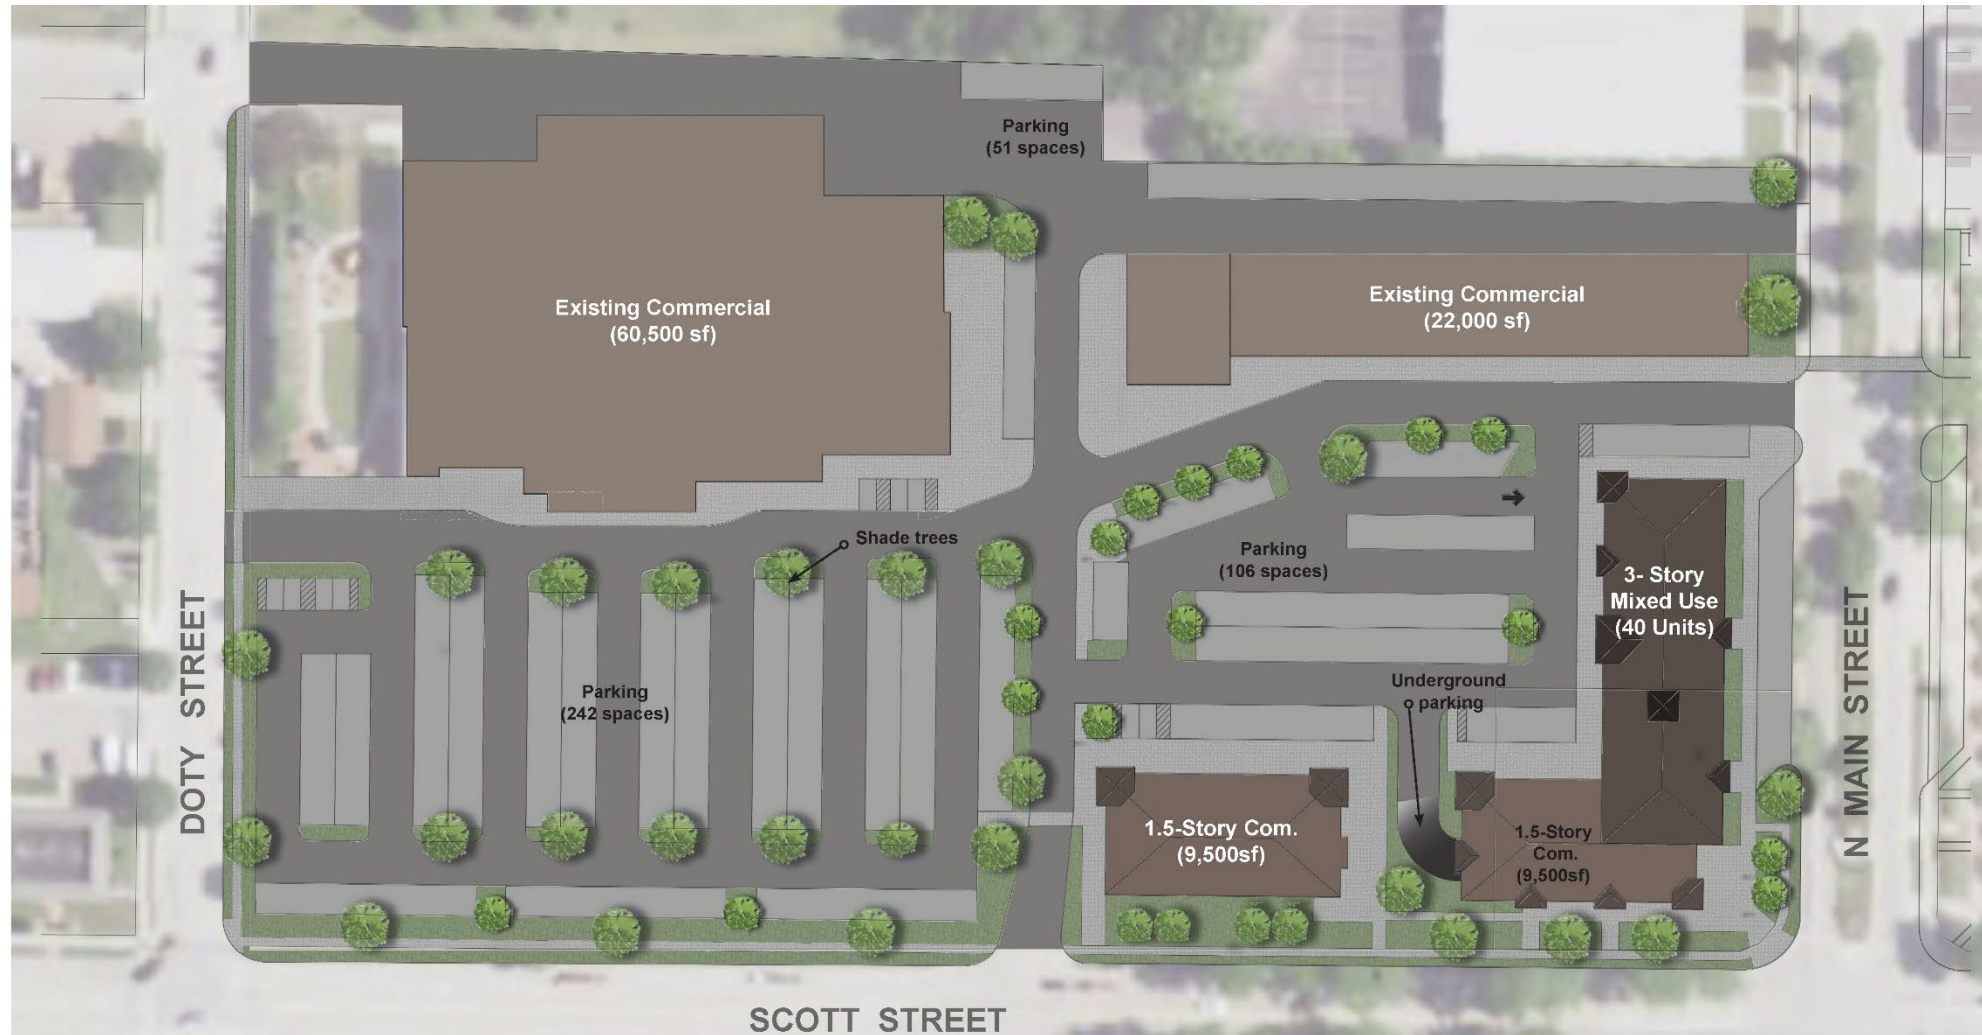 Parking
(51 spaces)
Existing Commercial
(60,500 sf)
Existing Commercial
(22,000 sf)
Shade trees
Parking
(106 spaces)
3- Story
Mixed Use
(40 Units)
Parking
(242 spaces)
Underground
parking
1.5-Story Com.
(9,500sf)
1.5-Story
Com.
(9,500sf)
DOTY STREET
N MAIN STREET
SCOTT STREET